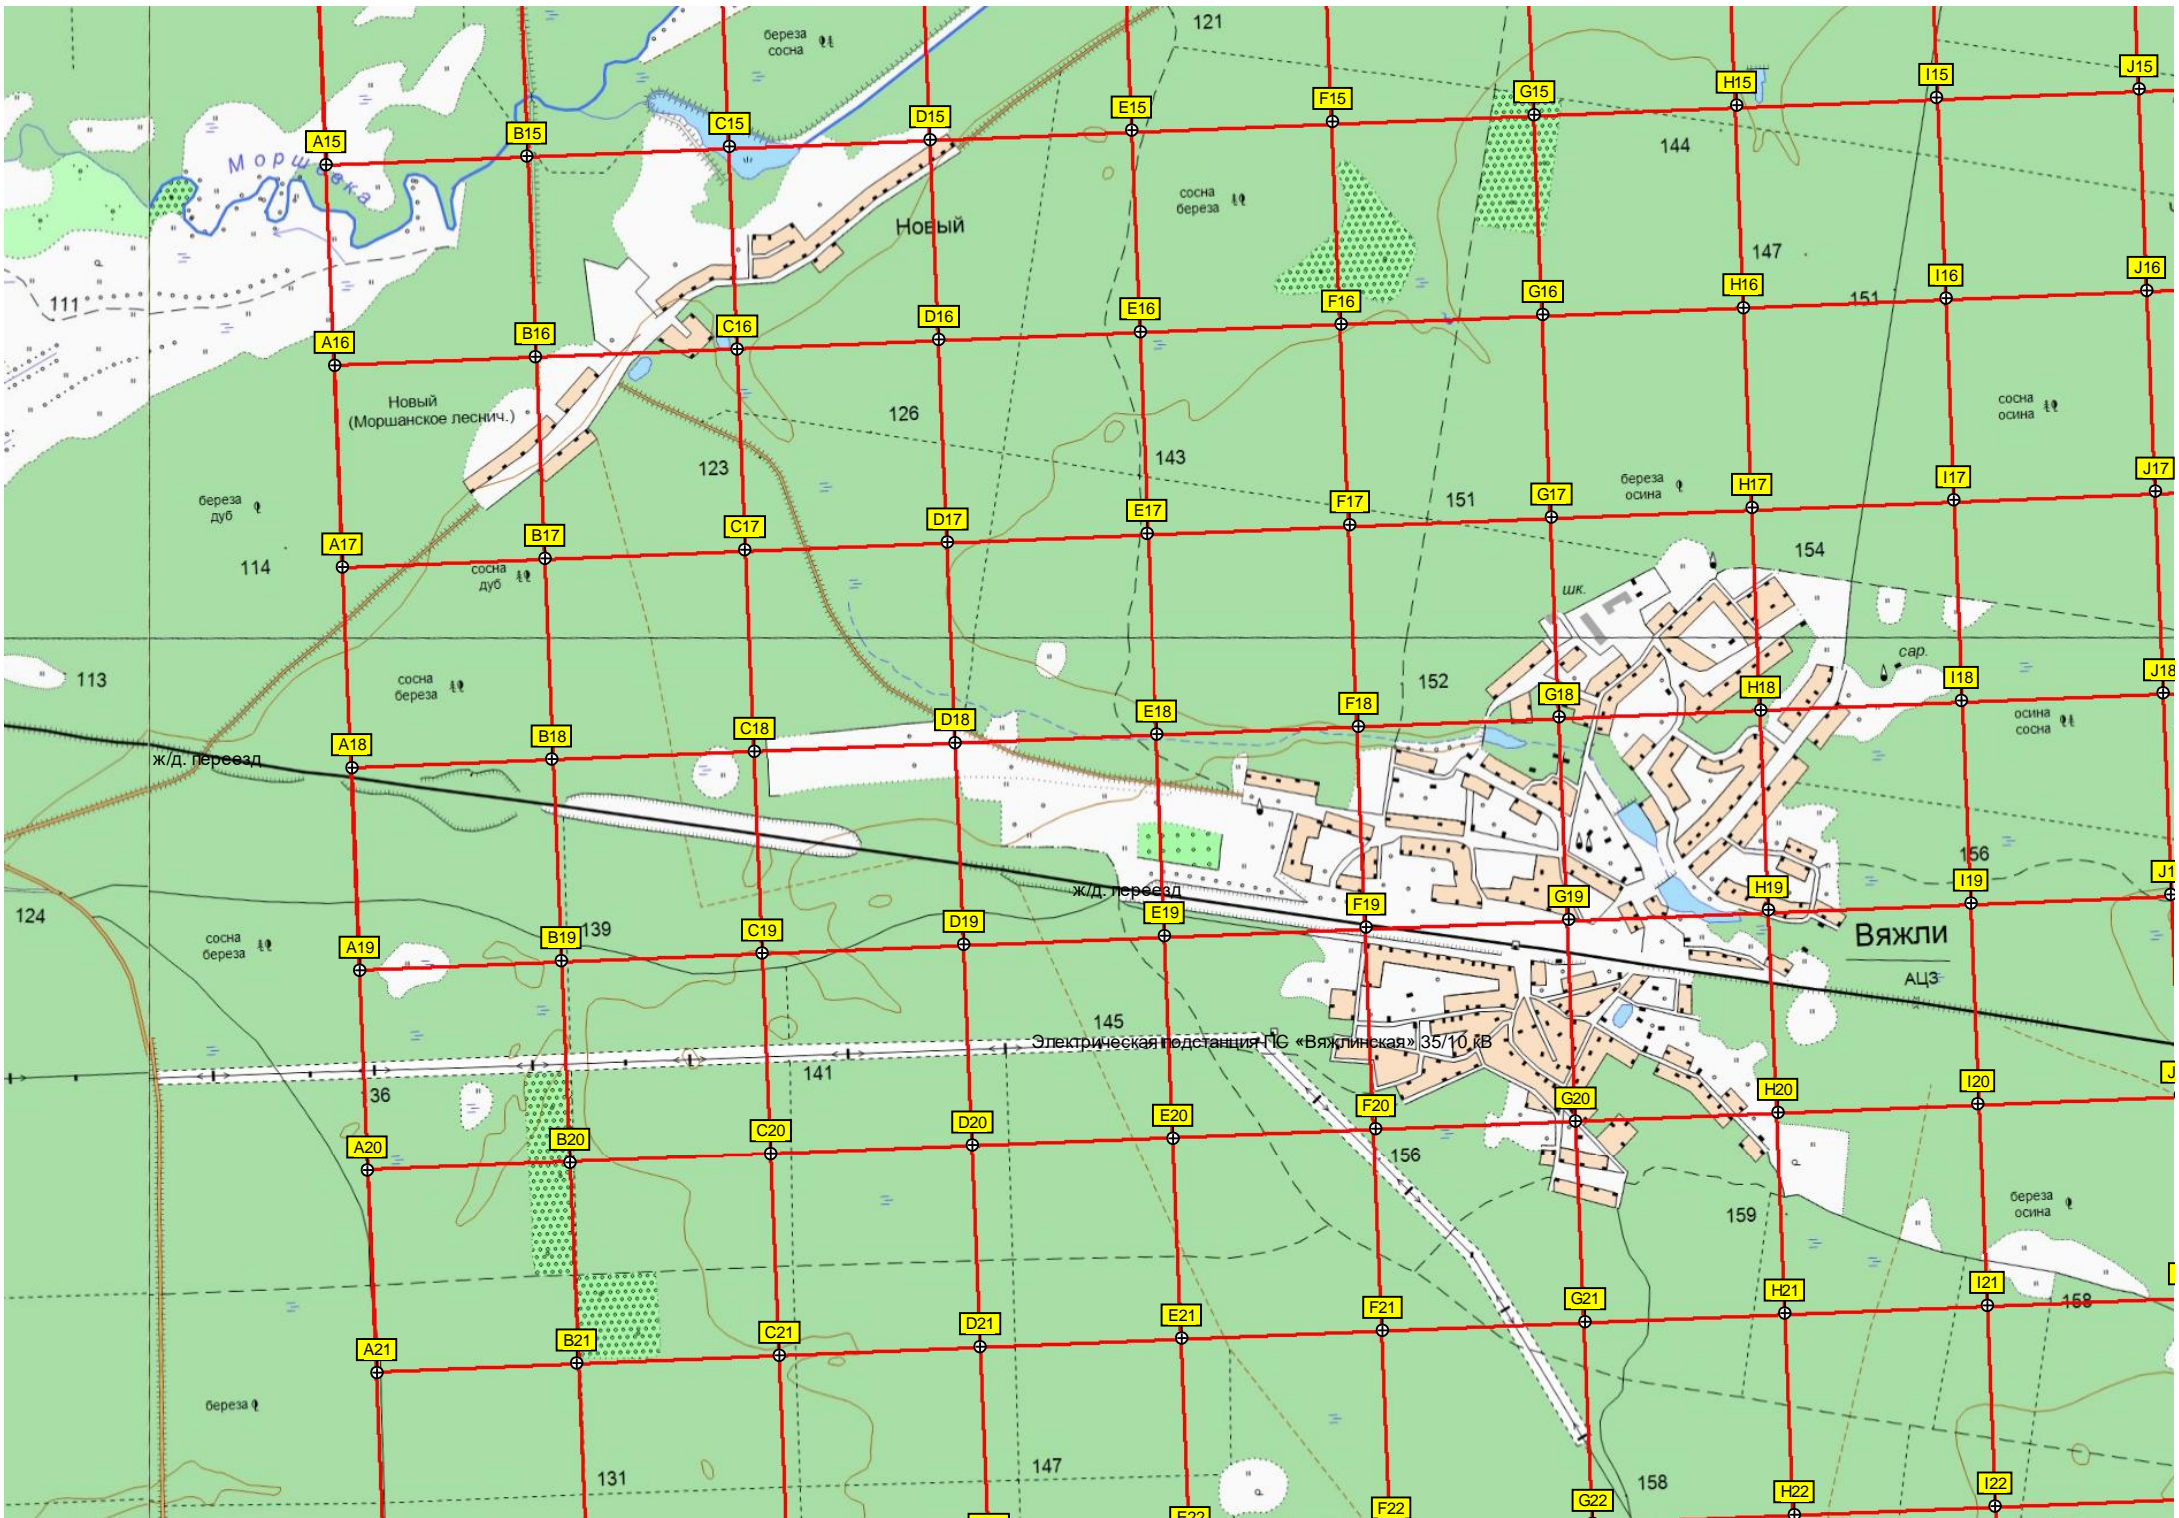 121
береза
сосна
A15
B15
C15
D15
E15
F15
G15
H15
I15
J15
Моршевка
144
сосна
береза
Новый
147
111
151
A16
B16
C16
D16
E16
F16
G16
H16
I16
J16
Новый
(Моршанское леснич.)
126
сосна
осина
123
143
береза
осина
151
береза
дуб
A17
B17
C17
D17
E17
F17
G17
H17
I17
J17
114
сосна
дуб
154
шк.
сар.
113
сосна
береза
152
A18
B18
C18
D18
E18
F18
G18
H18
I18
J18
осина
сосна
ж/д. переезд
156
ж/д. переезд
124
сосна
береза
A19
B19
139
C19
D19
E19
F19
G19
H19
I19
J1
Вяжли
АЦЗ
145
Электрическая подстанция ПС «Вяжлинская» 35/10 кВ
141
36
A20
B20
C20
D20
E20
F20
G20
H20
I20
J
156
159
береза
осина
A21
B21
C21
D21
E21
F21
G21
H21
I21
158
береза
131
147
158
E22
F22
G22
H22
I22